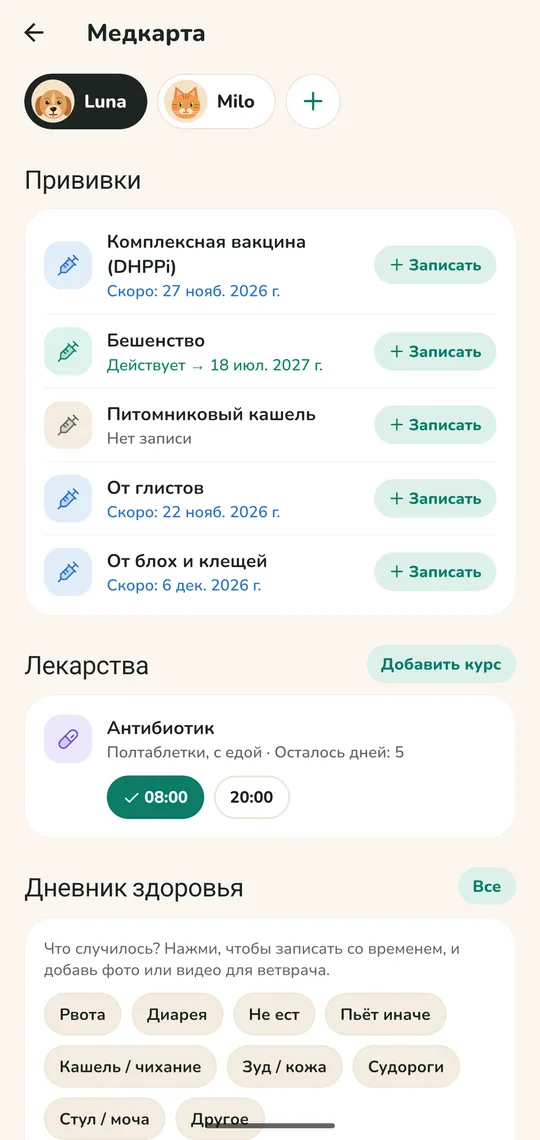 Медкарта
Luna
Milo
Прививки
Комплексная вакцина
(DHPPi)
Скоро: 27 нояб. 2026 г.
+ Записать
Бешенство
Действует → 18 июл. 2027 г.
+ Записать
Питомниковый кашель
Нет записи
+ Записать
От глистов
Скоро: 22 нояб. 2026 г.
+ Записать
От блох и клещей
Скоро: 6 дек. 2026 г.
+ Записать
Лекарства
Добавить курс
Антибиотик
Полтаблетки, с едой · Осталось дней: 5
08:00
20:00
Дневник здоровья
Все
Что случилось? Нажми, чтобы записать со временем, и
добавь фото или видео для ветврача.
Рвота
Диарея
Не ест
Пьёт иначе
Кашель / чихание
Зуд / кожа
Судороги
Стул / моча
Другое